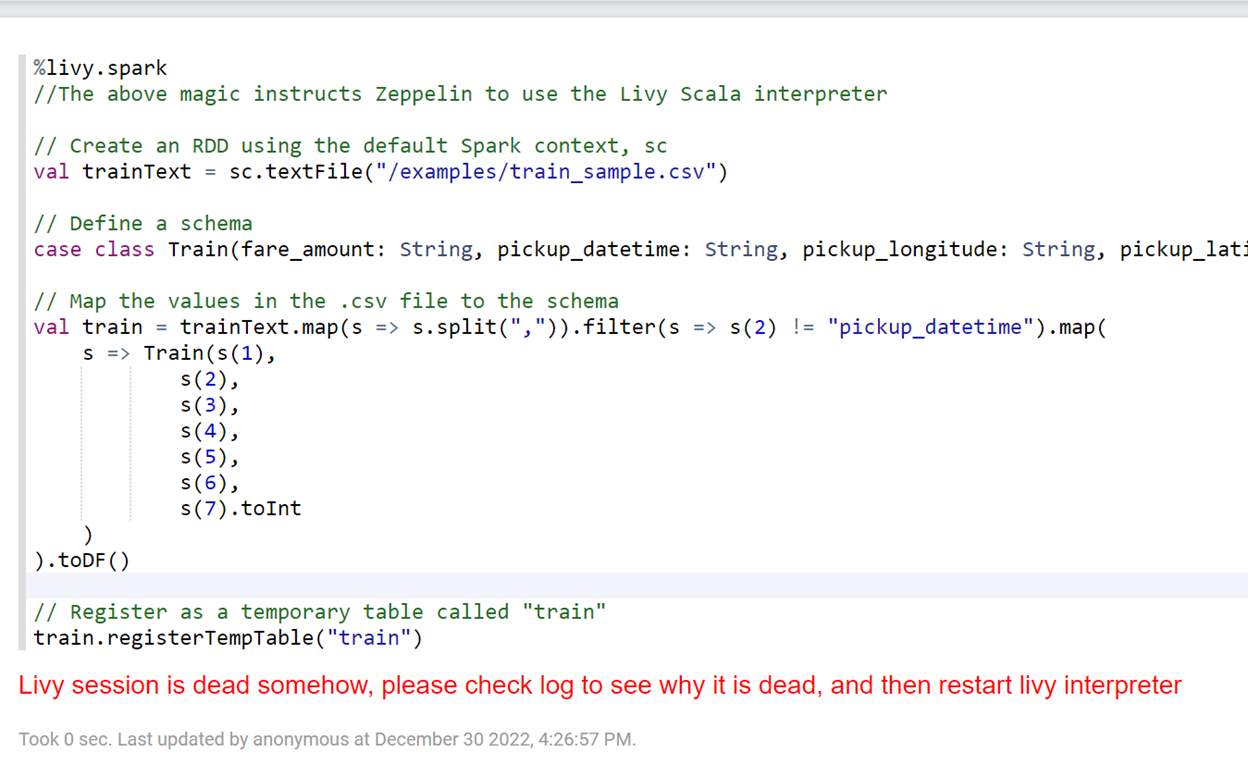 %livy.spark
//The above magic instructs Zeppelin to use the Livy Scala interpreter
// Create an RDD using the default Spark context, sc
val trainText = sc.textFile("/examples/train_sample.csv")
// Define a schema
case class Train(fare_amount: String, pickup_datetime: String, pickup_longitude: String, pickup_lati
// Map the values in the .csv file to the schema
val train = trainText.map(s => s.split(",")).filter(s => s(2) != "pickup_datetime").map(
s => Train(s(1),
s(2),
s(3),
s(4),
s(5),
s(6),
s(7).toInt
)
).toDF()
// Register as a temporary table called "train"
train.registerTempTable("train")
Livy session is dead somehow, please check log to see why it is dead, and then restart livy interpreter
Took 0 sec. Last updated by anonymous at December 30 2022, 4:26:57 PM.